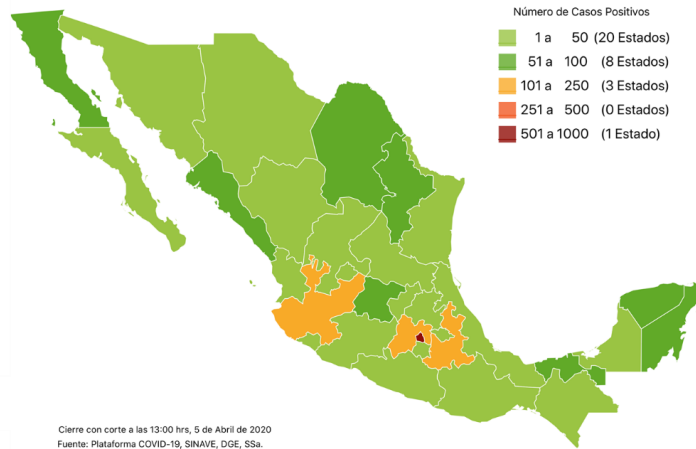 Número de Casos Positivos
1 a 50 (20 Estados)
51 a 100 (8 Estados)
101 a 250 (3 Estados)
251 a 500 (0 Estados)
501 a 1000 (1 Estado)
Cierre con corte a las 13:00 hrs, 5 de Abril de 2020
Fuente: Plataforma COVID-19, SINAVE, DGE, SSa.